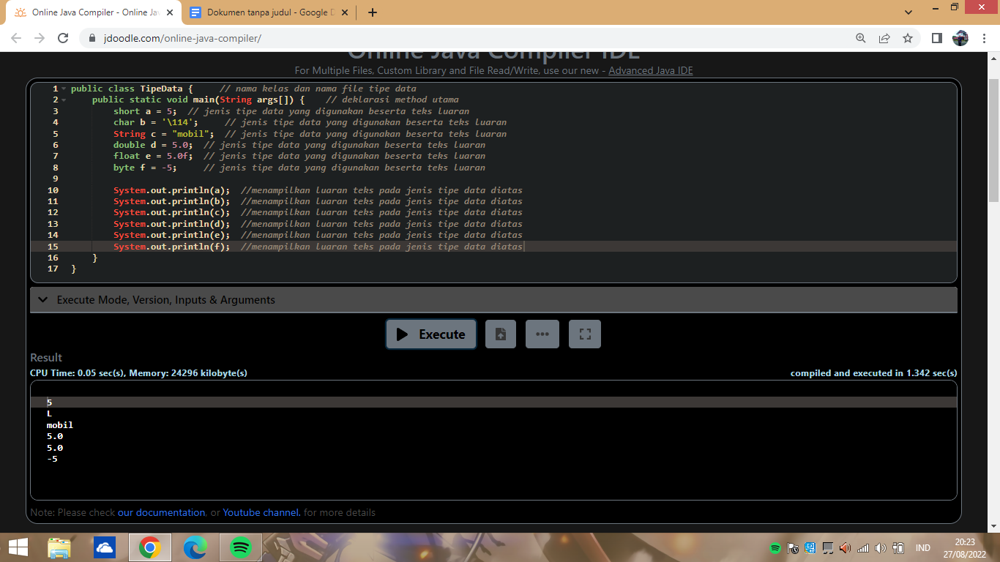 Online Java Compiler - Online Ja
Dokumen tanpa judul - Google D
jdoodle.com/online-java-compiler/
Online Java Compiler IDE
For Multiple Files, Custom Library and File Read/Write, use our new - Advanced Java IDE
1 public class TipeData {     // nama kelas dan nama file tipe data
2     public static void main(String args[]) {    // deklarasi method utama
3         short a = 5;  // jenis tipe data yang digunakan beserta teks luaran
4         char b = '\114';     // jenis tipe data yang digunakan beserta teks luaran
5         String c = "mobil";  // jenis tipe data yang digunakan beserta teks luaran
6         double d = 5.0;  // jenis tipe data yang digunakan beserta teks luaran
7         float e = 5.0f;  // jenis tipe data yang digunakan beserta teks luaran
8         byte f = -5;     // jenis tipe data yang digunakan beserta teks luaran
9
10         System.out.println(a);  //menampilkan luaran teks pada jenis tipe data diatas
11         System.out.println(b);  //menampilkan luaran teks pada jenis tipe data diatas
12         System.out.println(c);  //menampilkan luaran teks pada jenis tipe data diatas
13         System.out.println(d);  //menampilkan luaran teks pada jenis tipe data diatas
14         System.out.println(e);  //menampilkan luaran teks pada jenis tipe data diatas
15         System.out.println(f);  //menampilkan luaran teks pada jenis tipe data diatas
16     }
17 }
Execute Mode, Version, Inputs & Arguments
Execute
Result
CPU Time: 0.05 sec(s), Memory: 24296 kilobyte(s)
compiled and executed in 1.342 sec(s)
5
L
mobil
5.0
5.0
-5
Note: Please check our documentation, or Youtube channel. for more details
IND
20:23
27/08/2022